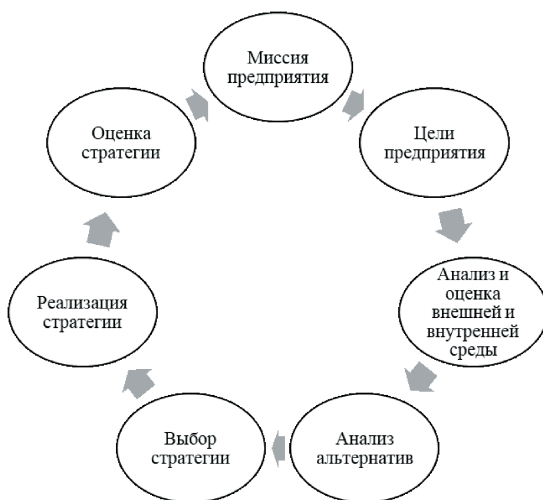 Миссия
предприятия
Цели
предприятия
Анализ и
оценка
внешней и
внутренней
среды
Анализ
альтернатив
Выбор
стратегии
Реализация
стратегии
Оценка
стратегии